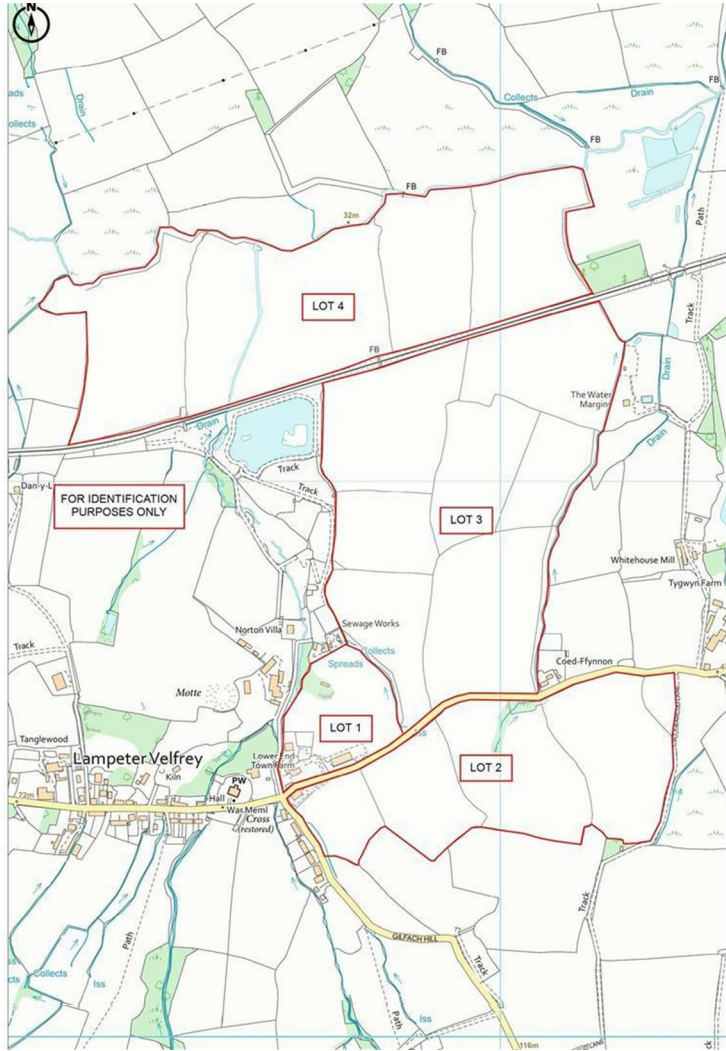 N
FB
FB
Collects
Drain
Drain
ollects
FB
FB
32m
Path
LOT 4
Track
FB
The Water
Margin
Drain
Drain
Track
Dan-y-L
FOR IDENTIFICATION
PURPOSES ONLY
Track
LOT 3
Whitehouse Mill
Tygwyn Farm
Sewage Works
Norton Villa
Collects
Spreads
Coed-Ffynnon
Track
Motte
LOT 1
Iss
Tanglewood
Lampeter Velfrey
Kiln
Lower End
Town Farm
LOT 2
72m
PW
Hall
War Meml
Cross
(restored)
Track
Path
GILFACH HILL
Track
Collects
Iss
Path
Iss
116m